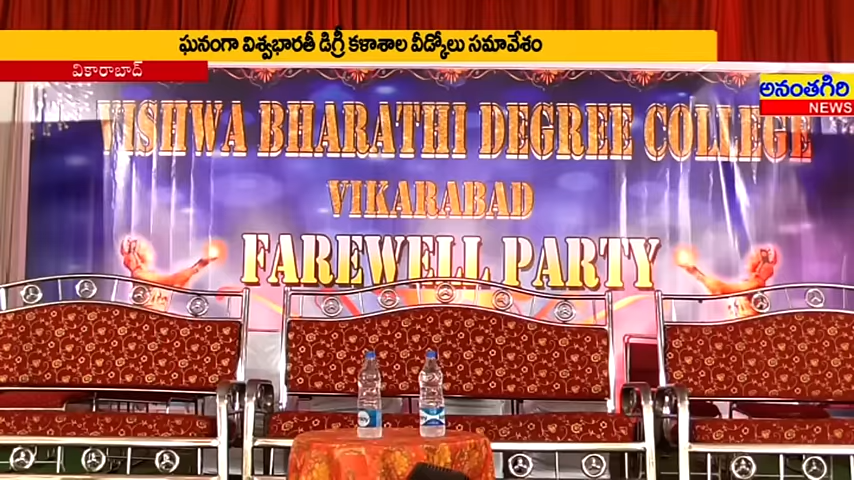 ఘనంగా విశ్వభారతీ డిగ్రీ కళాశాల వీడ్కోలు సమావేశం
వికారాబాద్
అనంతగిరి
NEWS
VISHWA BHARATHI DEGREE COLLEGE
VIKARABAD
FAREWELL PARTY